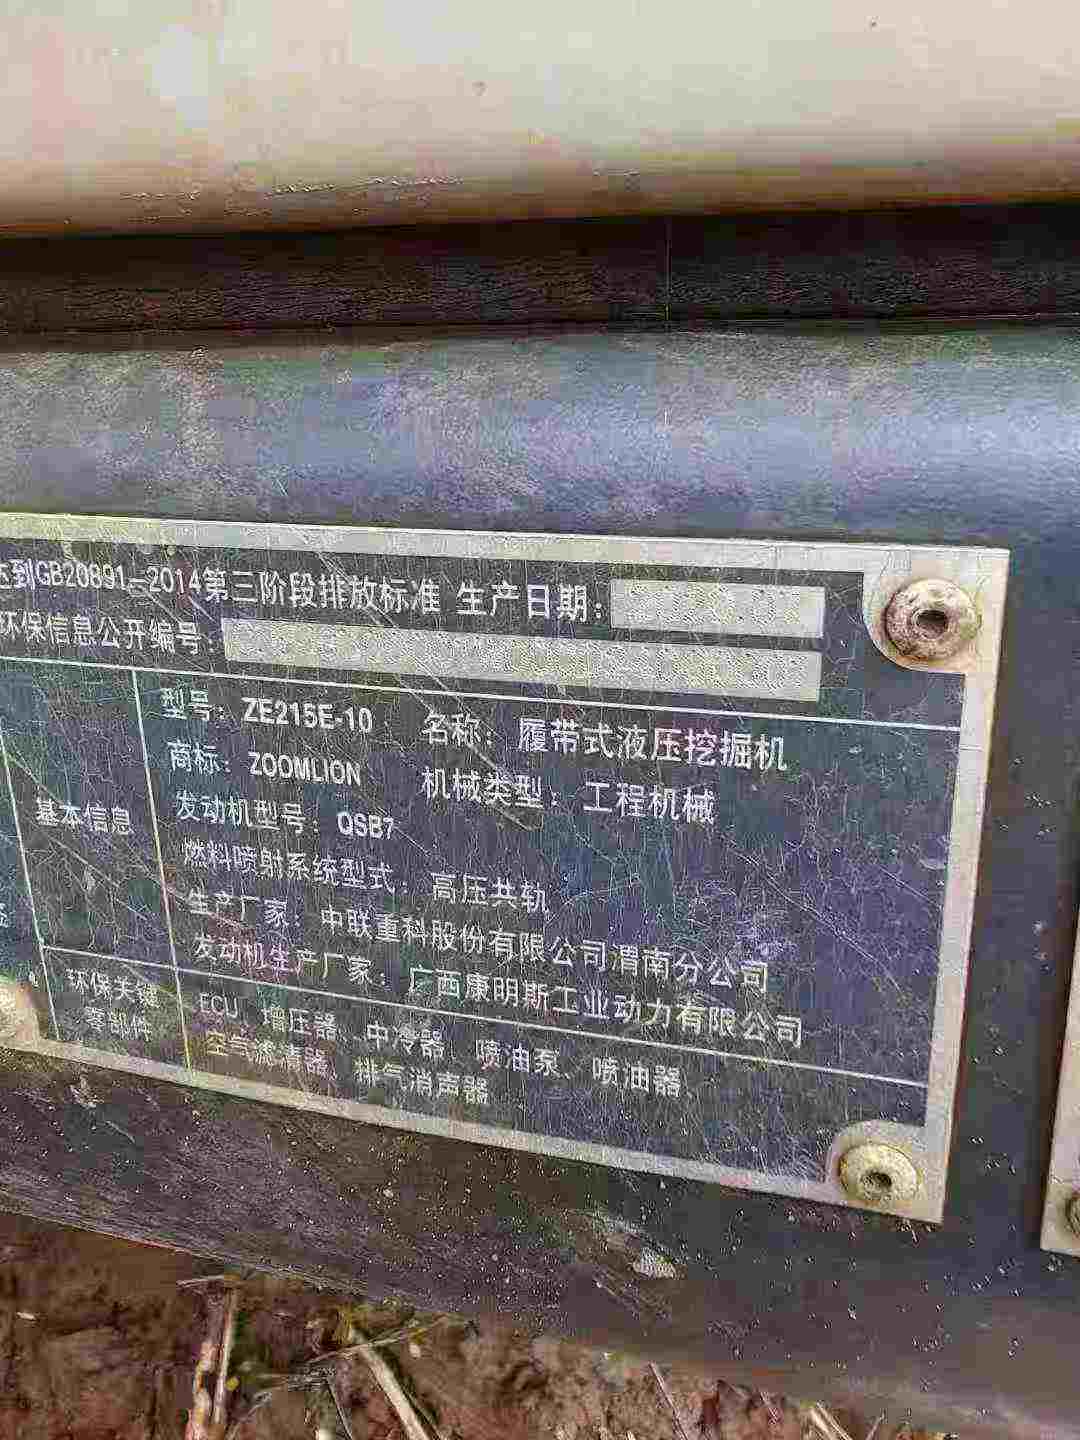 达到GB20891-2014第三阶段排放标准 生产日期:
环保信息公开编号:
基本信息
型号: ZE215E-10 名称: 履带式液压挖掘机
商标: ZOOMLION 机械类型: 工程机械
发动机型号: QSB7
燃料喷射系统型式: 高压共轨
生产厂家: 中联重科股份有限公司渭南分公司
发动机生产厂家: 广西康明斯工业动力有限公司
环保关键
零部件
ECU、增压器、中冷器、喷油泵、喷油器、
空气滤清器、排气消声器